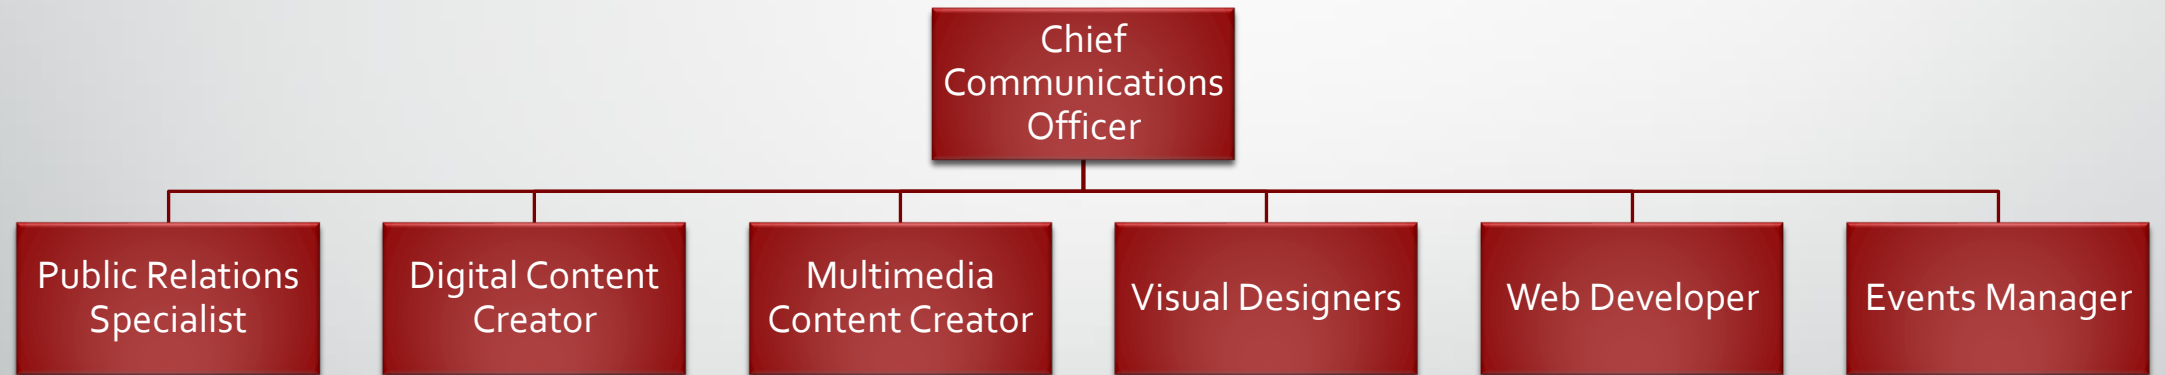 Chief
Communications
Officer
Public Relations
Specialist
Digital Content
Creator
Multimedia
Content Creator
Visual Designers
Web Developer
Events Manager